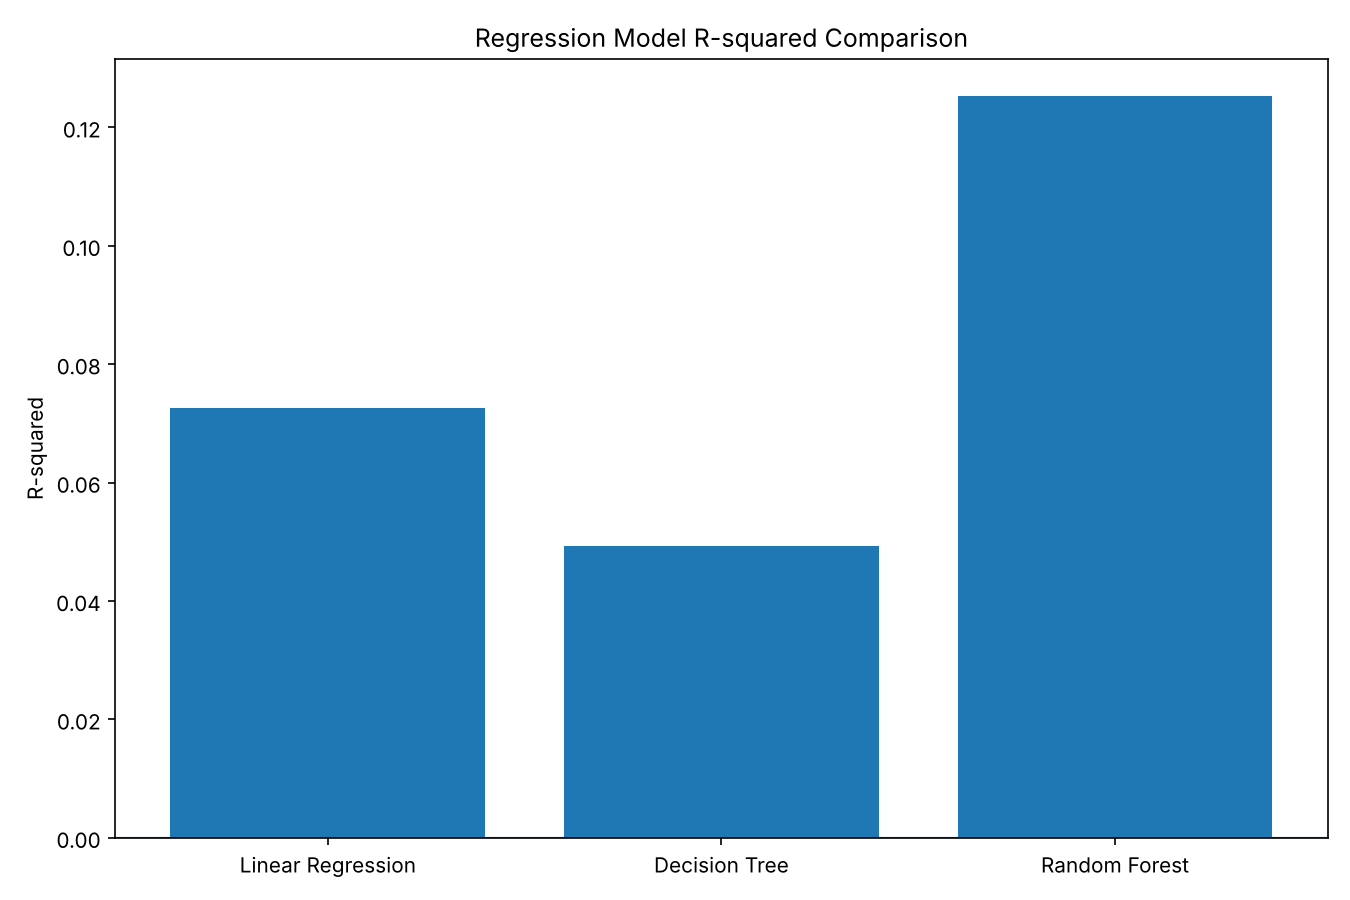 Regression Model R-squared Comparison
R-squared
0.12
0.10
0.08
0.06
0.04
0.02
0.00
Linear Regression
Decision Tree
Random Forest